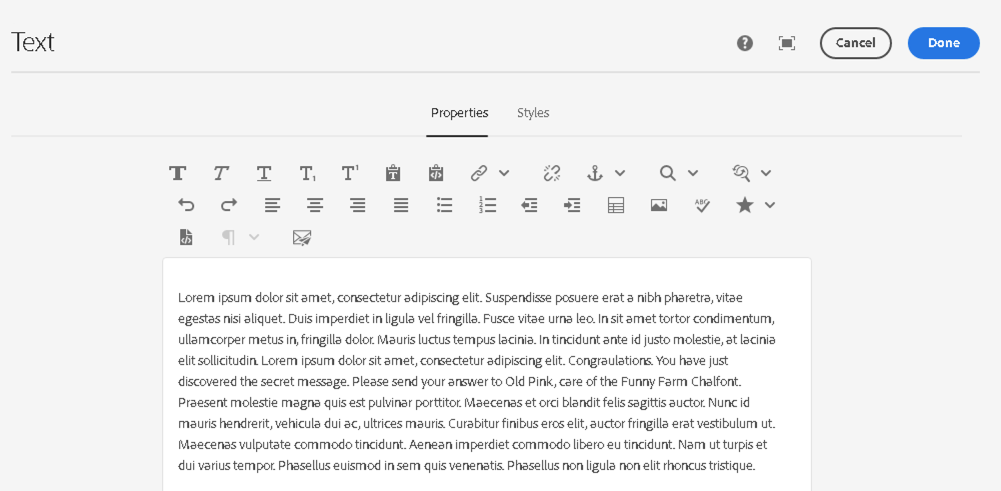 Text
Cancel
Done
Properties
Styles
Lorem ipsum dolor sit amet, consectetur adipiscing elit. Suspendisse posuere erat a nibh pharetra, vitae
egestas nisi aliquet. Duis imperdiet in ligula vel fringilla. Fusce vitae urna leo. In sit amet tortor condimentum,
ullamcorper metus in, fringilla dolor. Mauris luctus tempus lacinia. In tincidunt ante id justo molestie, at lacinia
elit sollicitudin. Lorem ipsum dolor sit amet, consectetur adipiscing elit. Congraulations. You have just
discovered the secret message. Please send your answer to Old Pink, care of the Funny Farm Chalfont.
Praesent molestie magna quis est pulvinar porttitor. Maecenas et orci blandit felis sagittis auctor. Nunc id
mauris hendrerit, vehicula dui ac, ultrices mauris. Curabitur finibus eros elit, auctor fringilla erat vestibulum ut.
Maecenas vulputate commodo tincidunt. Aenean imperdiet commodo libero eu tincidunt. Nam ut turpis et
dui varius tempor. Phasellus euismod in sem quis venenatis. Phasellus non ligula non elit rhoncus tristique.